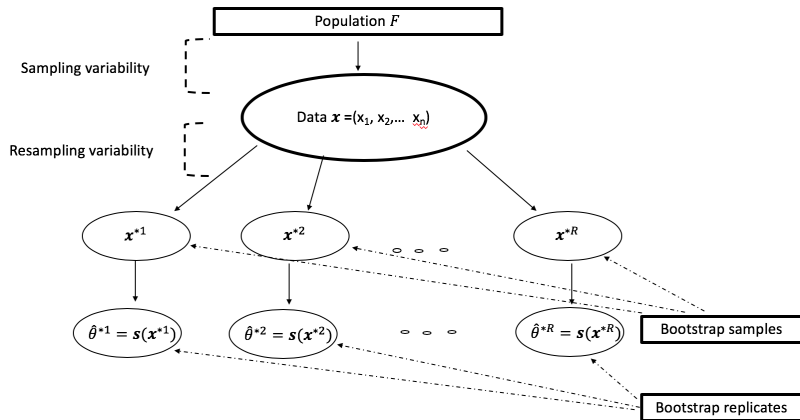 Population F
Sampling variability
Data x =(x₁, x₂,... xₙ)
Resampling variability
x*¹
x*²
x*ᴿ
θ̂*¹ = s(x*¹)
θ̂*² = s(x*²)
θ̂*ᴿ = s(x*ᴿ)
Bootstrap samples
Bootstrap replicates